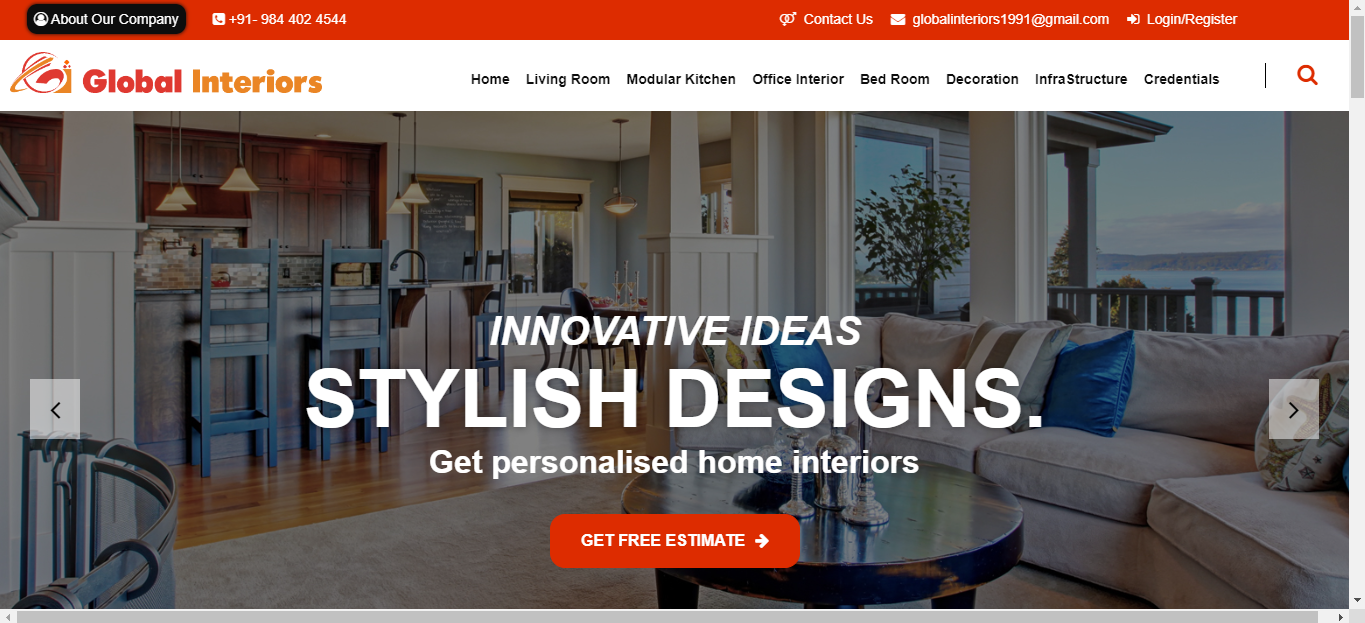 About Our Company
+91- 984 402 4544
Contact Us
globalinteriors1991@gmail.com
Login/Register
Global Interiors
Home
Living Room
Modular Kitchen
Office Interior
Bed Room
Decoration
InfraStructure
Credentials
INNOVATIVE IDEAS
STYLISH DESIGNS.
Get personalised home interiors
GET FREE ESTIMATE